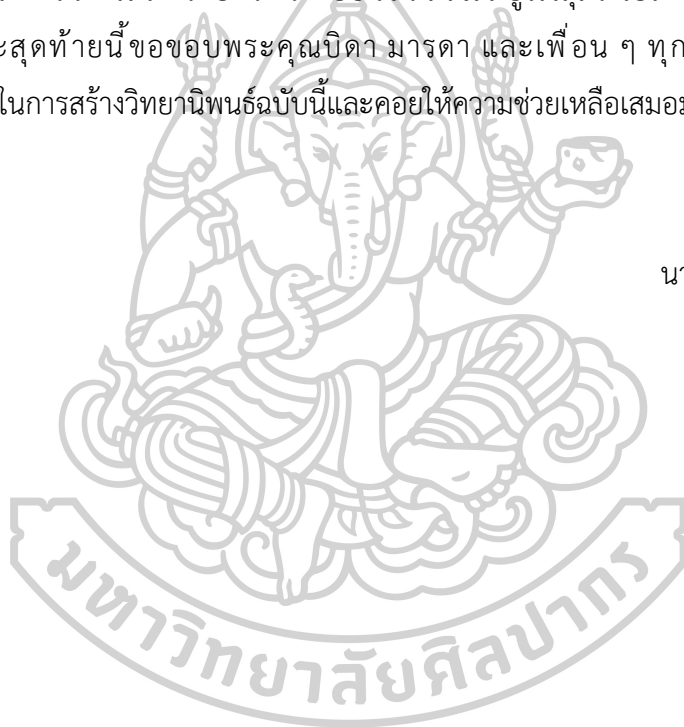 ะสุดท้ายนี้ ขอขอบพระคุณบิดา มารดา และเพื่อน ๆ ทุก
ในการสร้างวิทยานิพนธ์ฉบับนี้และคอยให้ความช่วยเหลือเสมอม
นา
มหาวิทยาลัยศิลปากร